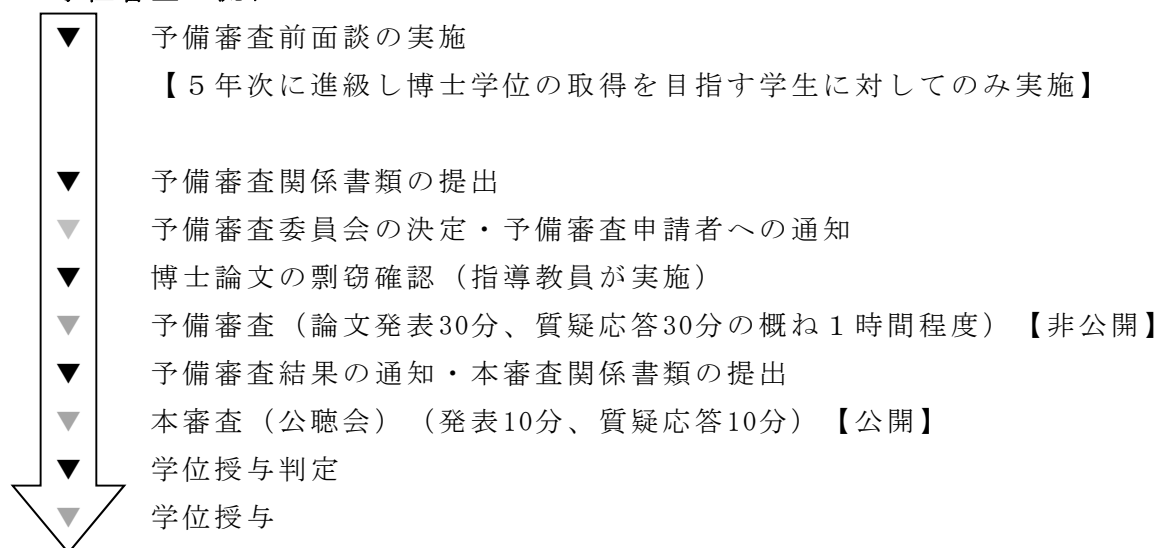 ▼ 予備審査前面談の実施
【５年次に進級し博士学位の取得を目指す学生に対してのみ実施】
▼ 予備審査関係書類の提出
▼ 予備審査委員会の決定・予備審査申請者への通知
▼ 博士論文の剽窃確認（指導教員が実施）
▼ 予備審査（論文発表30分、質疑応答30分の概ね１時間程度）【非公開】
▼ 予備審査結果の通知・本審査関係書類の提出
▼ 本審査（公聴会）（発表10分、質疑応答10分）【公開】
▼ 学位授与判定
▼ 学位授与